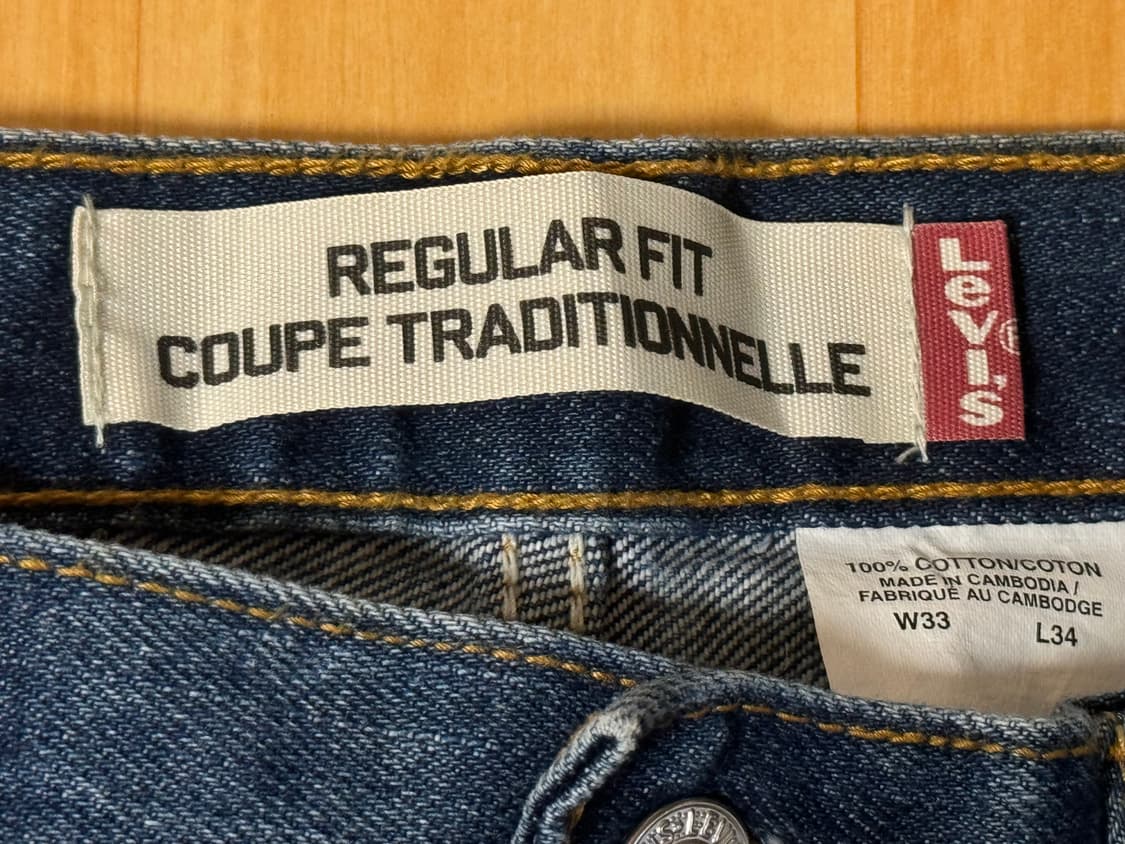 REGULAR FIT
COUPE TRADITIONNELLE
Levi's®
100% COTTON/COTON
MADE IN CAMBODIA /
FABRIQUÉ AU CAMBODGE
W33 L34